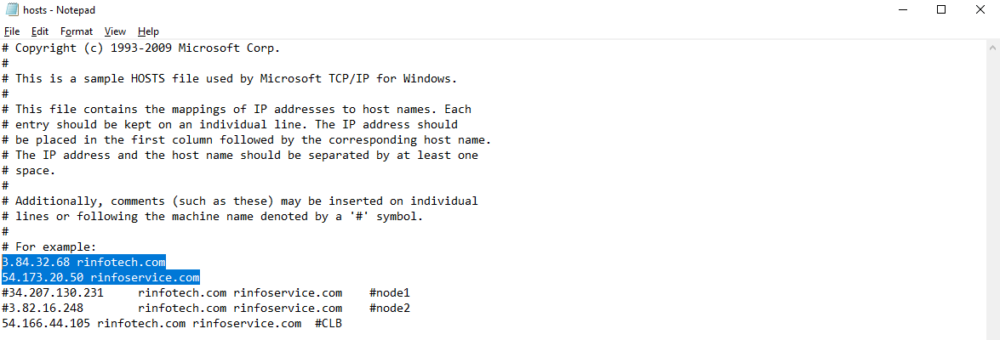 hosts - Notepad
File Edit Format View Help
# Copyright (c) 1993-2009 Microsoft Corp.
#
# This is a sample HOSTS file used by Microsoft TCP/IP for Windows.
#
# This file contains the mappings of IP addresses to host names. Each
# entry should be kept on an individual line. The IP address should
# be placed in the first column followed by the corresponding host name.
# The IP address and the host name should be separated by at least one
# space.
#
# Additionally, comments (such as these) may be inserted on individual
# lines or following the machine name denoted by a '#' symbol.
#
# For example:
3.84.32.68 rinfotech.com
54.173.20.50 rinfoservice.com
#34.207.130.231 rinfotech.com rinfoservice.com #node1
#3.82.16.248 rinfotech.com rinfoservice.com #node2
54.166.44.105 rinfotech.com rinfoservice.com #CLB